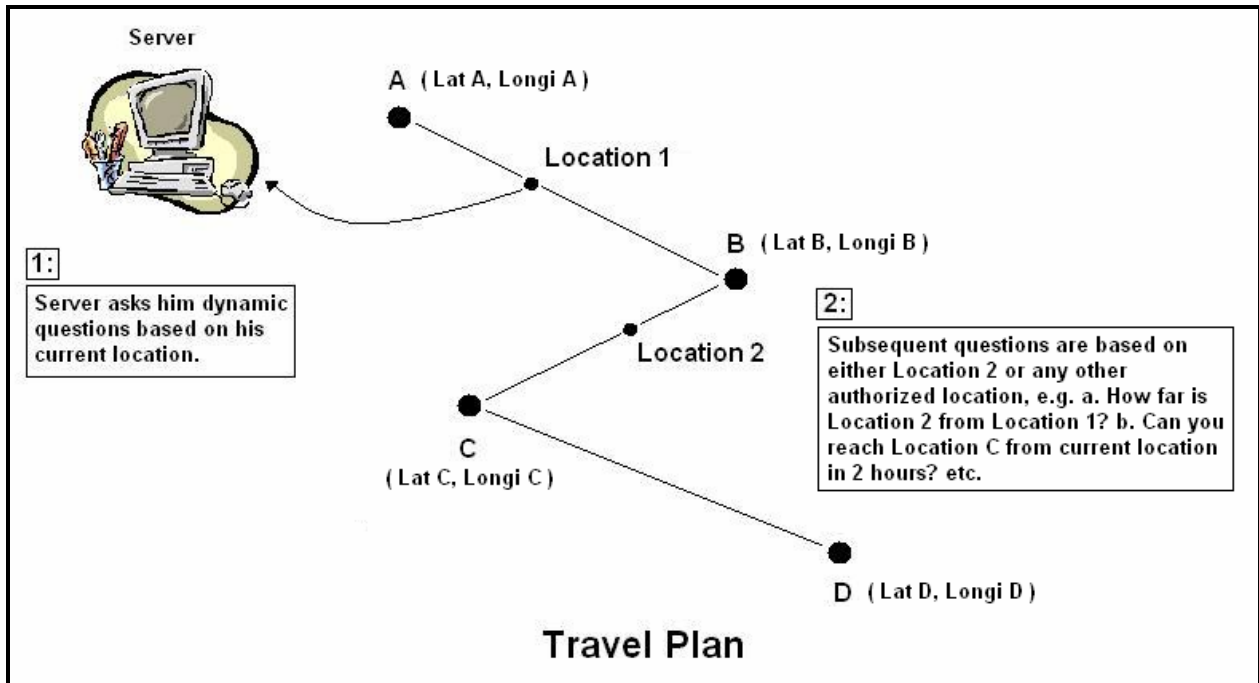 Server
A ( Lat A, Longi A )
Location 1
B ( Lat B, Longi B )
1:
Server asks him dynamic
questions based on his
current location.
2:
Subsequent questions are based on
either Location 2 or any other
authorized location, e.g. a. How far is
Location 2 from Location 1? b. Can you
reach Location C from current location
in 2 hours? etc.
Location 2
C
( Lat C, Longi C )
D ( Lat D, Longi D )
Travel Plan